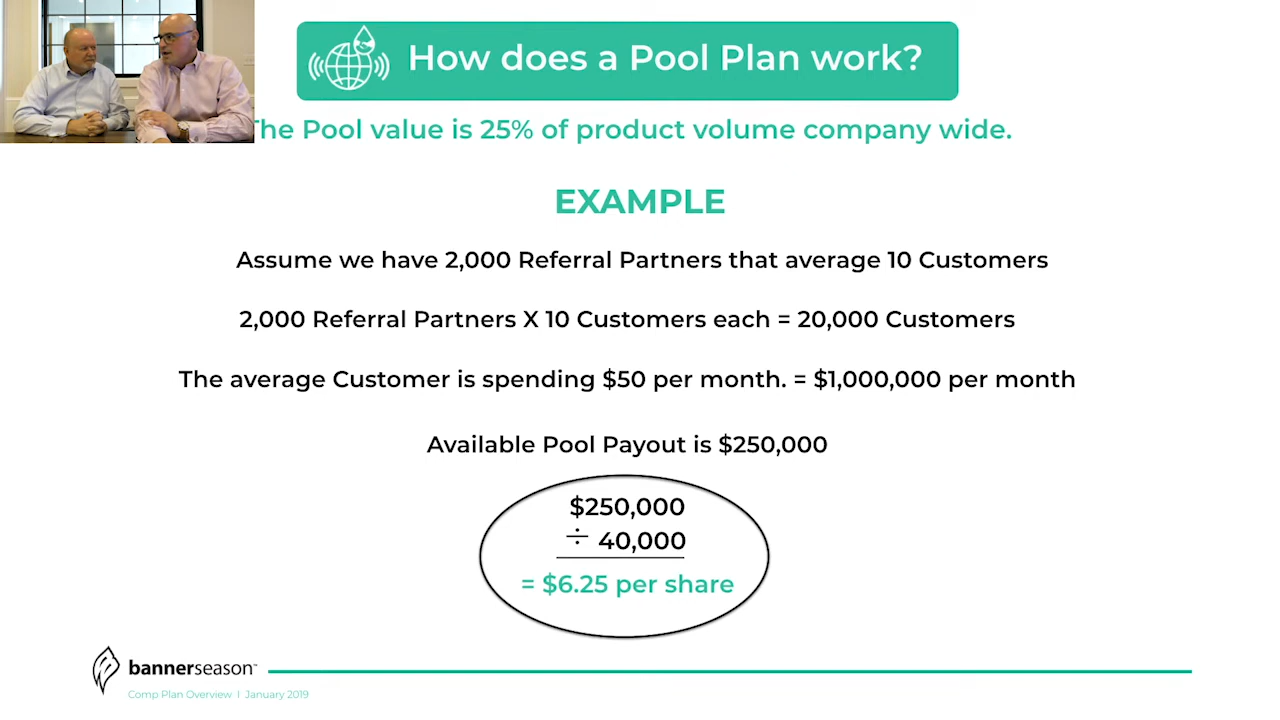 How does a Pool Plan work?
The Pool value is 25% of product volume company wide.
EXAMPLE
Assume we have 2,000 Referral Partners that average 10 Customers
2,000 Referral Partners X 10 Customers each = 20,000 Customers
The average Customer is spending $50 per month. = $1,000,000 per month
Available Pool Payout is $250,000
$250,000
÷ 40,000
= $6.25 per share
bannerseason™
Comp Plan Overview | January 2019